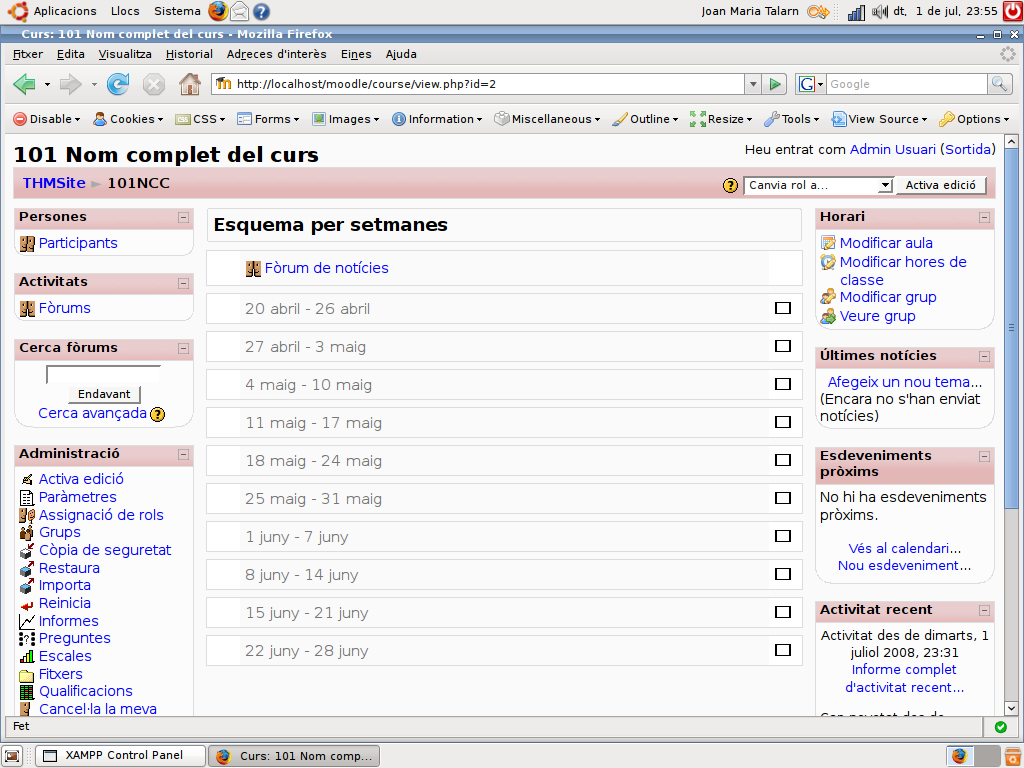 Aplicacions Llocs Sistema Joan Maria Talarn dt, 1 de jul, 23:55
Curs: 101 Nom complet del curs - Mozilla Firefox
Fitxer Edita Visualitza Historial Adreces d'interès Eines Ajuda
http://localhost/moodle/course/view.php?id=2 Google
Disable Cookies CSS Forms Images Information Miscellaneous Outline Resize Tools View Source Options
101 Nom complet del curs
Heu entrat com Admin Usuari (Sortida)
THMSite ► 101NCC
Canvia rol a... Activa edició
Persones
Participants
Activitats
Fòrums
Cerca fòrums
Endavant
Cerca avançada
Administració
Activa edició
Paràmetres
Assignació de rols
Grups
Còpia de seguretat
Restaura
Importa
Reinicia
Informes
Preguntes
Escales
Fitxers
Qualificacions
Cancel·la la meva
Esquema per setmanes
Fòrum de notícies
20 abril - 26 abril
27 abril - 3 maig
4 maig - 10 maig
11 maig - 17 maig
18 maig - 24 maig
25 maig - 31 maig
1 juny - 7 juny
8 juny - 14 juny
15 juny - 21 juny
22 juny - 28 juny
Horari
Modificar aula
Modificar hores de
classe
Modificar grup
Veure grup
Últimes notícies
Afegeix un nou tema...
(Encara no s'han enviat
notícies)
Esdeveniments
pròxims
No hi ha esdeveniments
pròxims.
Vés al calendari...
Nou esdeveniment...
Activitat recent
Activitat des de dimarts, 1
juliol 2008, 23:31
Informe complet
d'activitat recent...
Fet
XAMPP Control Panel Curs: 101 Nom comp...